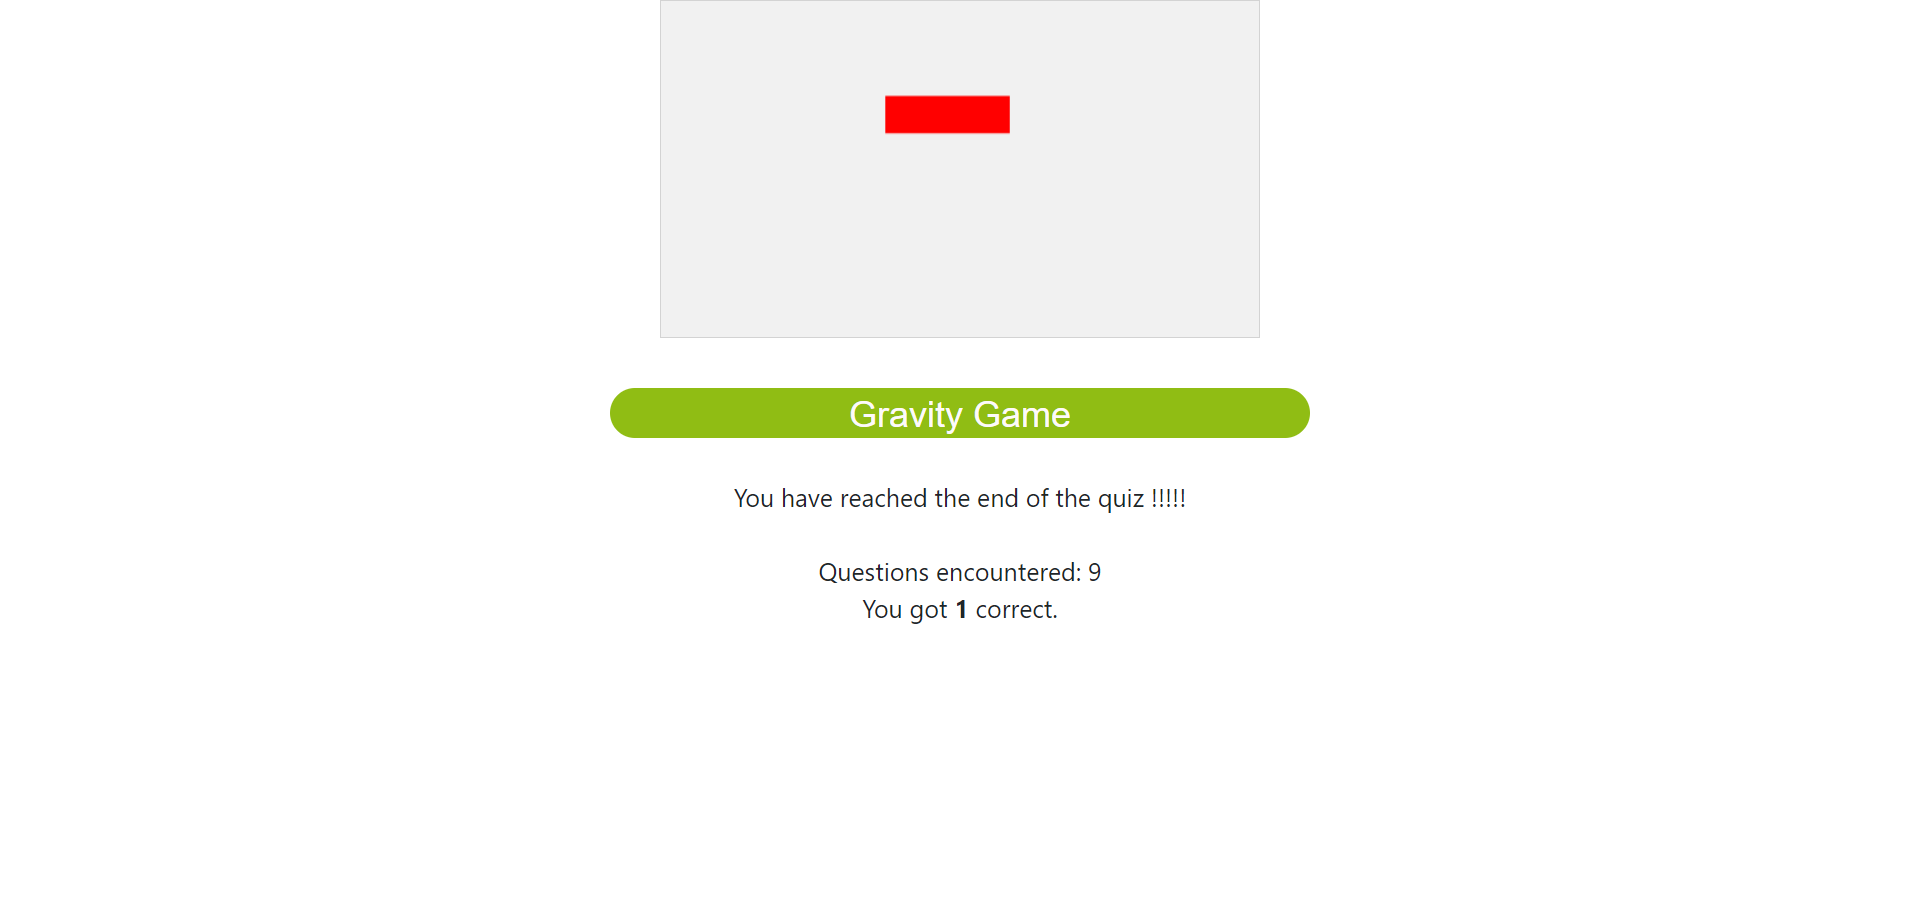 Gravity Game
You have reached the end of the quiz !!!!!
Questions encountered: 9
You got 1 correct.